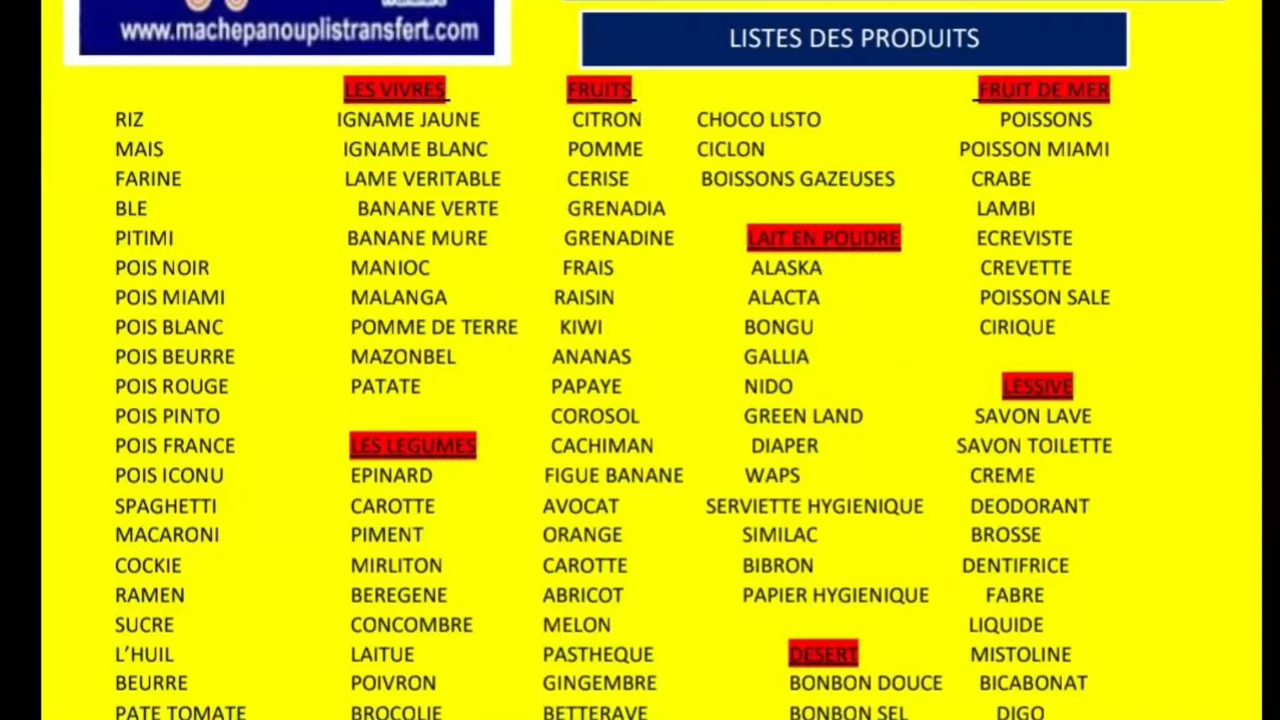 www.machepanouplistransfert.com
LISTES DES PRODUITS
LES VIVRES FRUITS FRUIT DE MER
RIZ IGNAME JAUNE CITRON CHOCO LISTO POISSONS
MAIS IGNAME BLANC POMME CICLON POISSON MIAMI
FARINE LAME VERITABLE CERISE BOISSONS GAZEUSES CRABE
BLE BANANE VERTE GRENADIA LAMBI
PITIMI BANANE MURE GRENADINE LAIT EN POUDRE ECREVISTE
POIS NOIR MANIOC FRAIS ALASKA CREVETTE
POIS MIAMI MALANGA RAISIN ALACTA POISSON SALE
POIS BLANC POMME DE TERRE KIWI BONGU CIRIQUE
POIS BEURRE MAZONBEL ANANAS GALLIA
POIS ROUGE PATATE PAPAYE NIDO LESSIVE
POIS PINTO COROSOL GREEN LAND SAVON LAVE
POIS FRANCE LES LEGUMES CACHIMAN DIAPER SAVON TOILETTE
POIS ICONU EPINARD FIGUE BANANE WAPS CREME
SPAGHETTI CAROTTE AVOCAT SERVIETTE HYGIENIQUE DEODORANT
MACARONI PIMENT ORANGE SIMILAC BROSSE
COCKIE MIRLITON CAROTTE BIBRON DENTIFRICE
RAMEN BEREGENE ABRICOT PAPIER HYGIENIQUE FABRE
SUCRE CONCOMBRE MELON LIQUIDE
L'HUIL LAITUE PASTHEQUE DESERT MISTOLINE
BEURRE POIVRON GINGEMBRE BONBON DOUCE BICABONAT
PATE TOMATE BROCOLIE BETTERAVE BONBON SEL DIGO